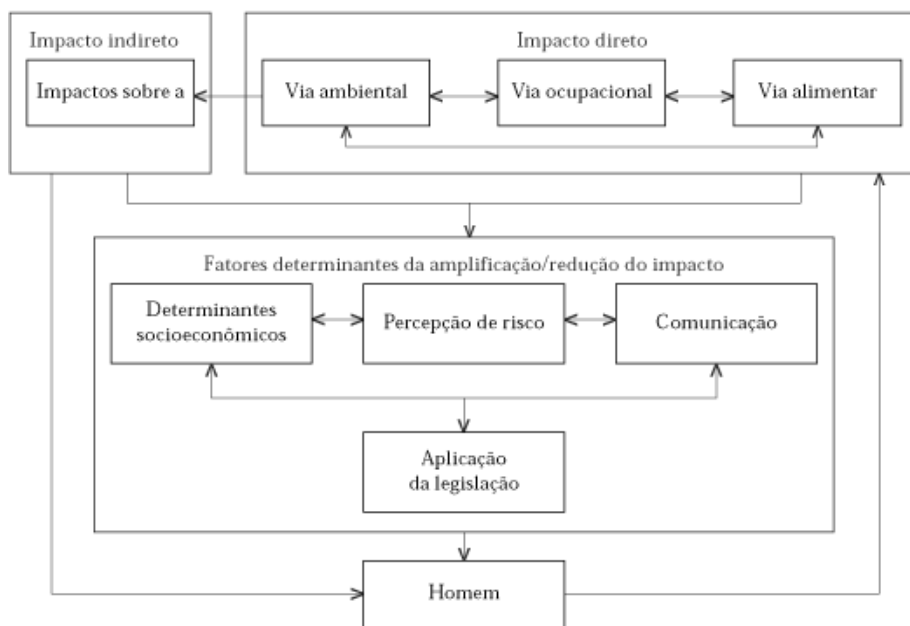 Impacto indireto
Impacto direto
Impactos sobre a
Via ambiental
Via ocupacional
Via alimentar
Fatores determinantes da amplificação/redução do impacto
Determinantes
socioeconômicos
Percepção de risco
Comunicação
Aplicação
da legislação
Homem